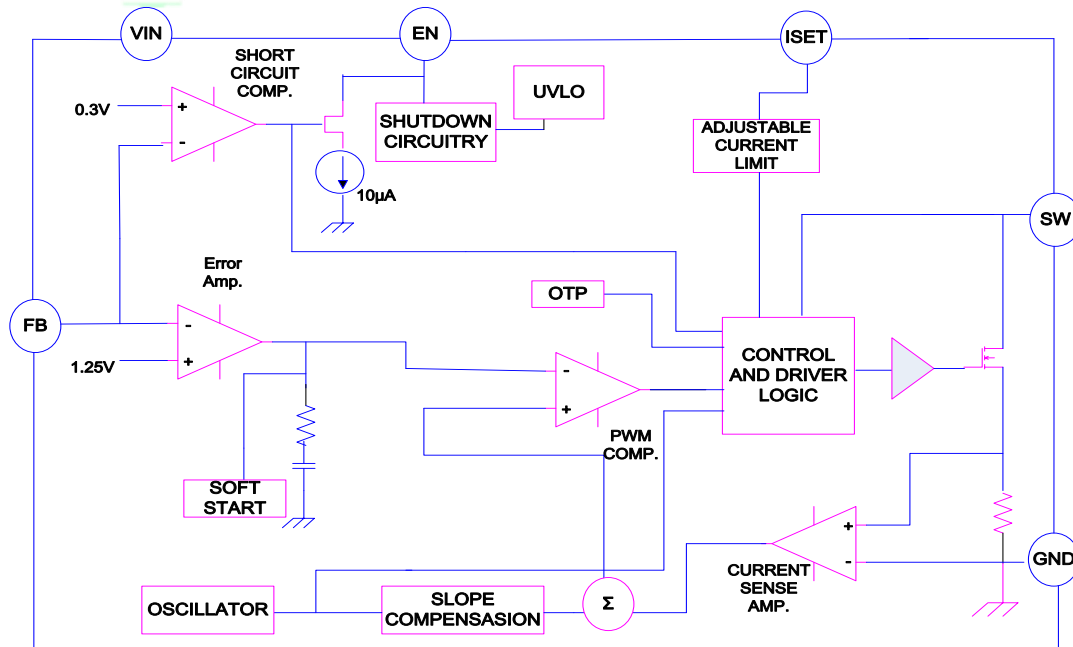 VIN
EN
ISET
SHORT
CIRCUIT
COMP.
0.3V
+
-
UVLO
SHUTDOWN
CIRCUITRY
ADJUSTABLE
CURRENT
LIMIT
10µA
SW
Error
Amp.
FB
-
+
1.25V
OTP
CONTROL
AND DRIVER
LOGIC
-
+
PWM
COMP.
SOFT
START
+
-
CURRENT
SENSE
AMP.
GND
OSCILLATOR
SLOPE
COMPENSASION
Σ